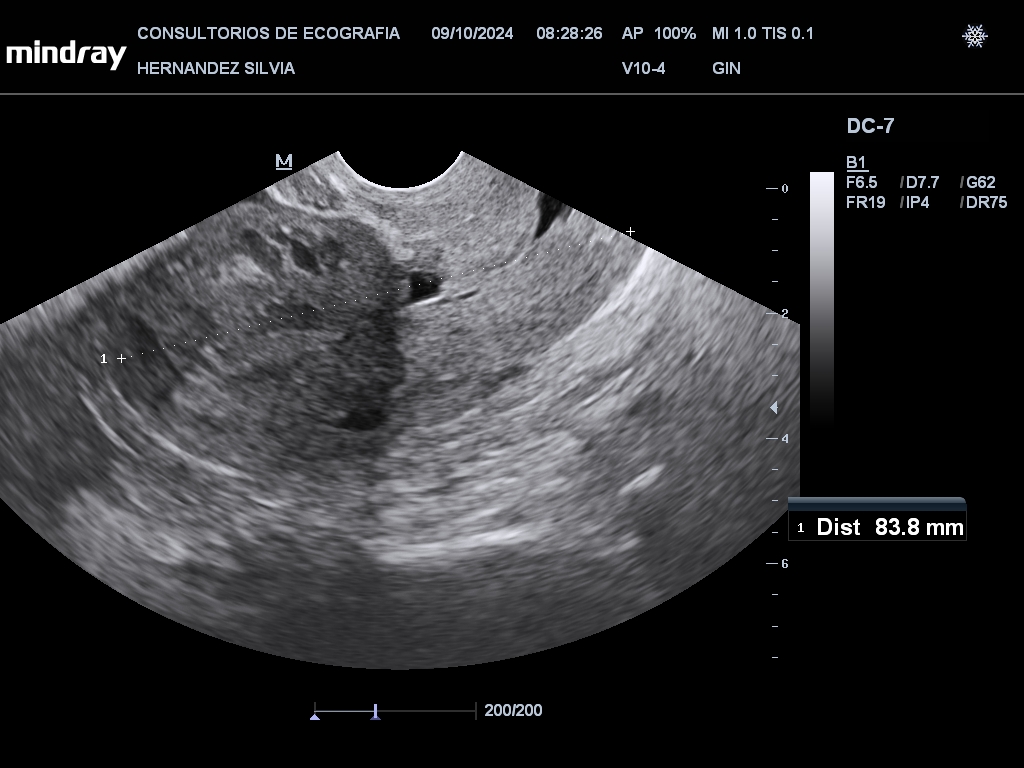 mindray
CONSULTORIOS DE ECOGRAFIA 09/10/2024 08:28:26 AP 100% MI 1.0 TIS 0.1
HERNANDEZ SILVIA V10-4 GIN
DC-7
M
B1
F6.5 /D7.7 /G62
FR19 /IP4 /DR75
0
2
1
4
1 Dist 83.8 mm
6
200/200